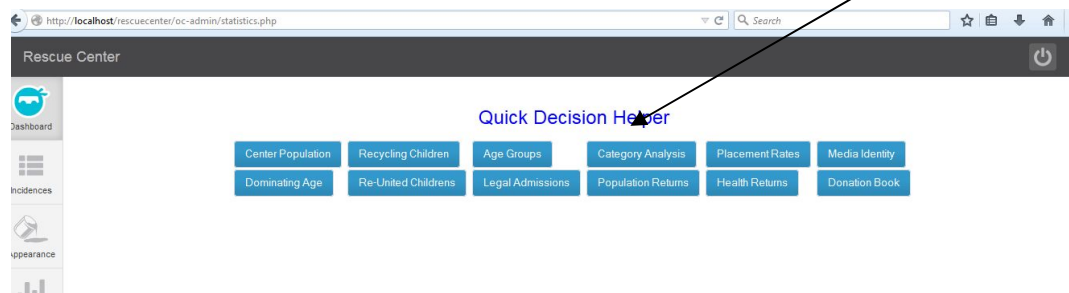 http://localhost/rescuecenter/oc-admin/statistics.php Search
Rescue Center
Dashboard
Quick Decision Helper
Center Population Recycling Children Age Groups Category Analysis Placement Rates Media Identity
Dominating Age Re-United Childrens Legal Admissions Population Returns Health Returns Donation Book
Incidences
Appearance